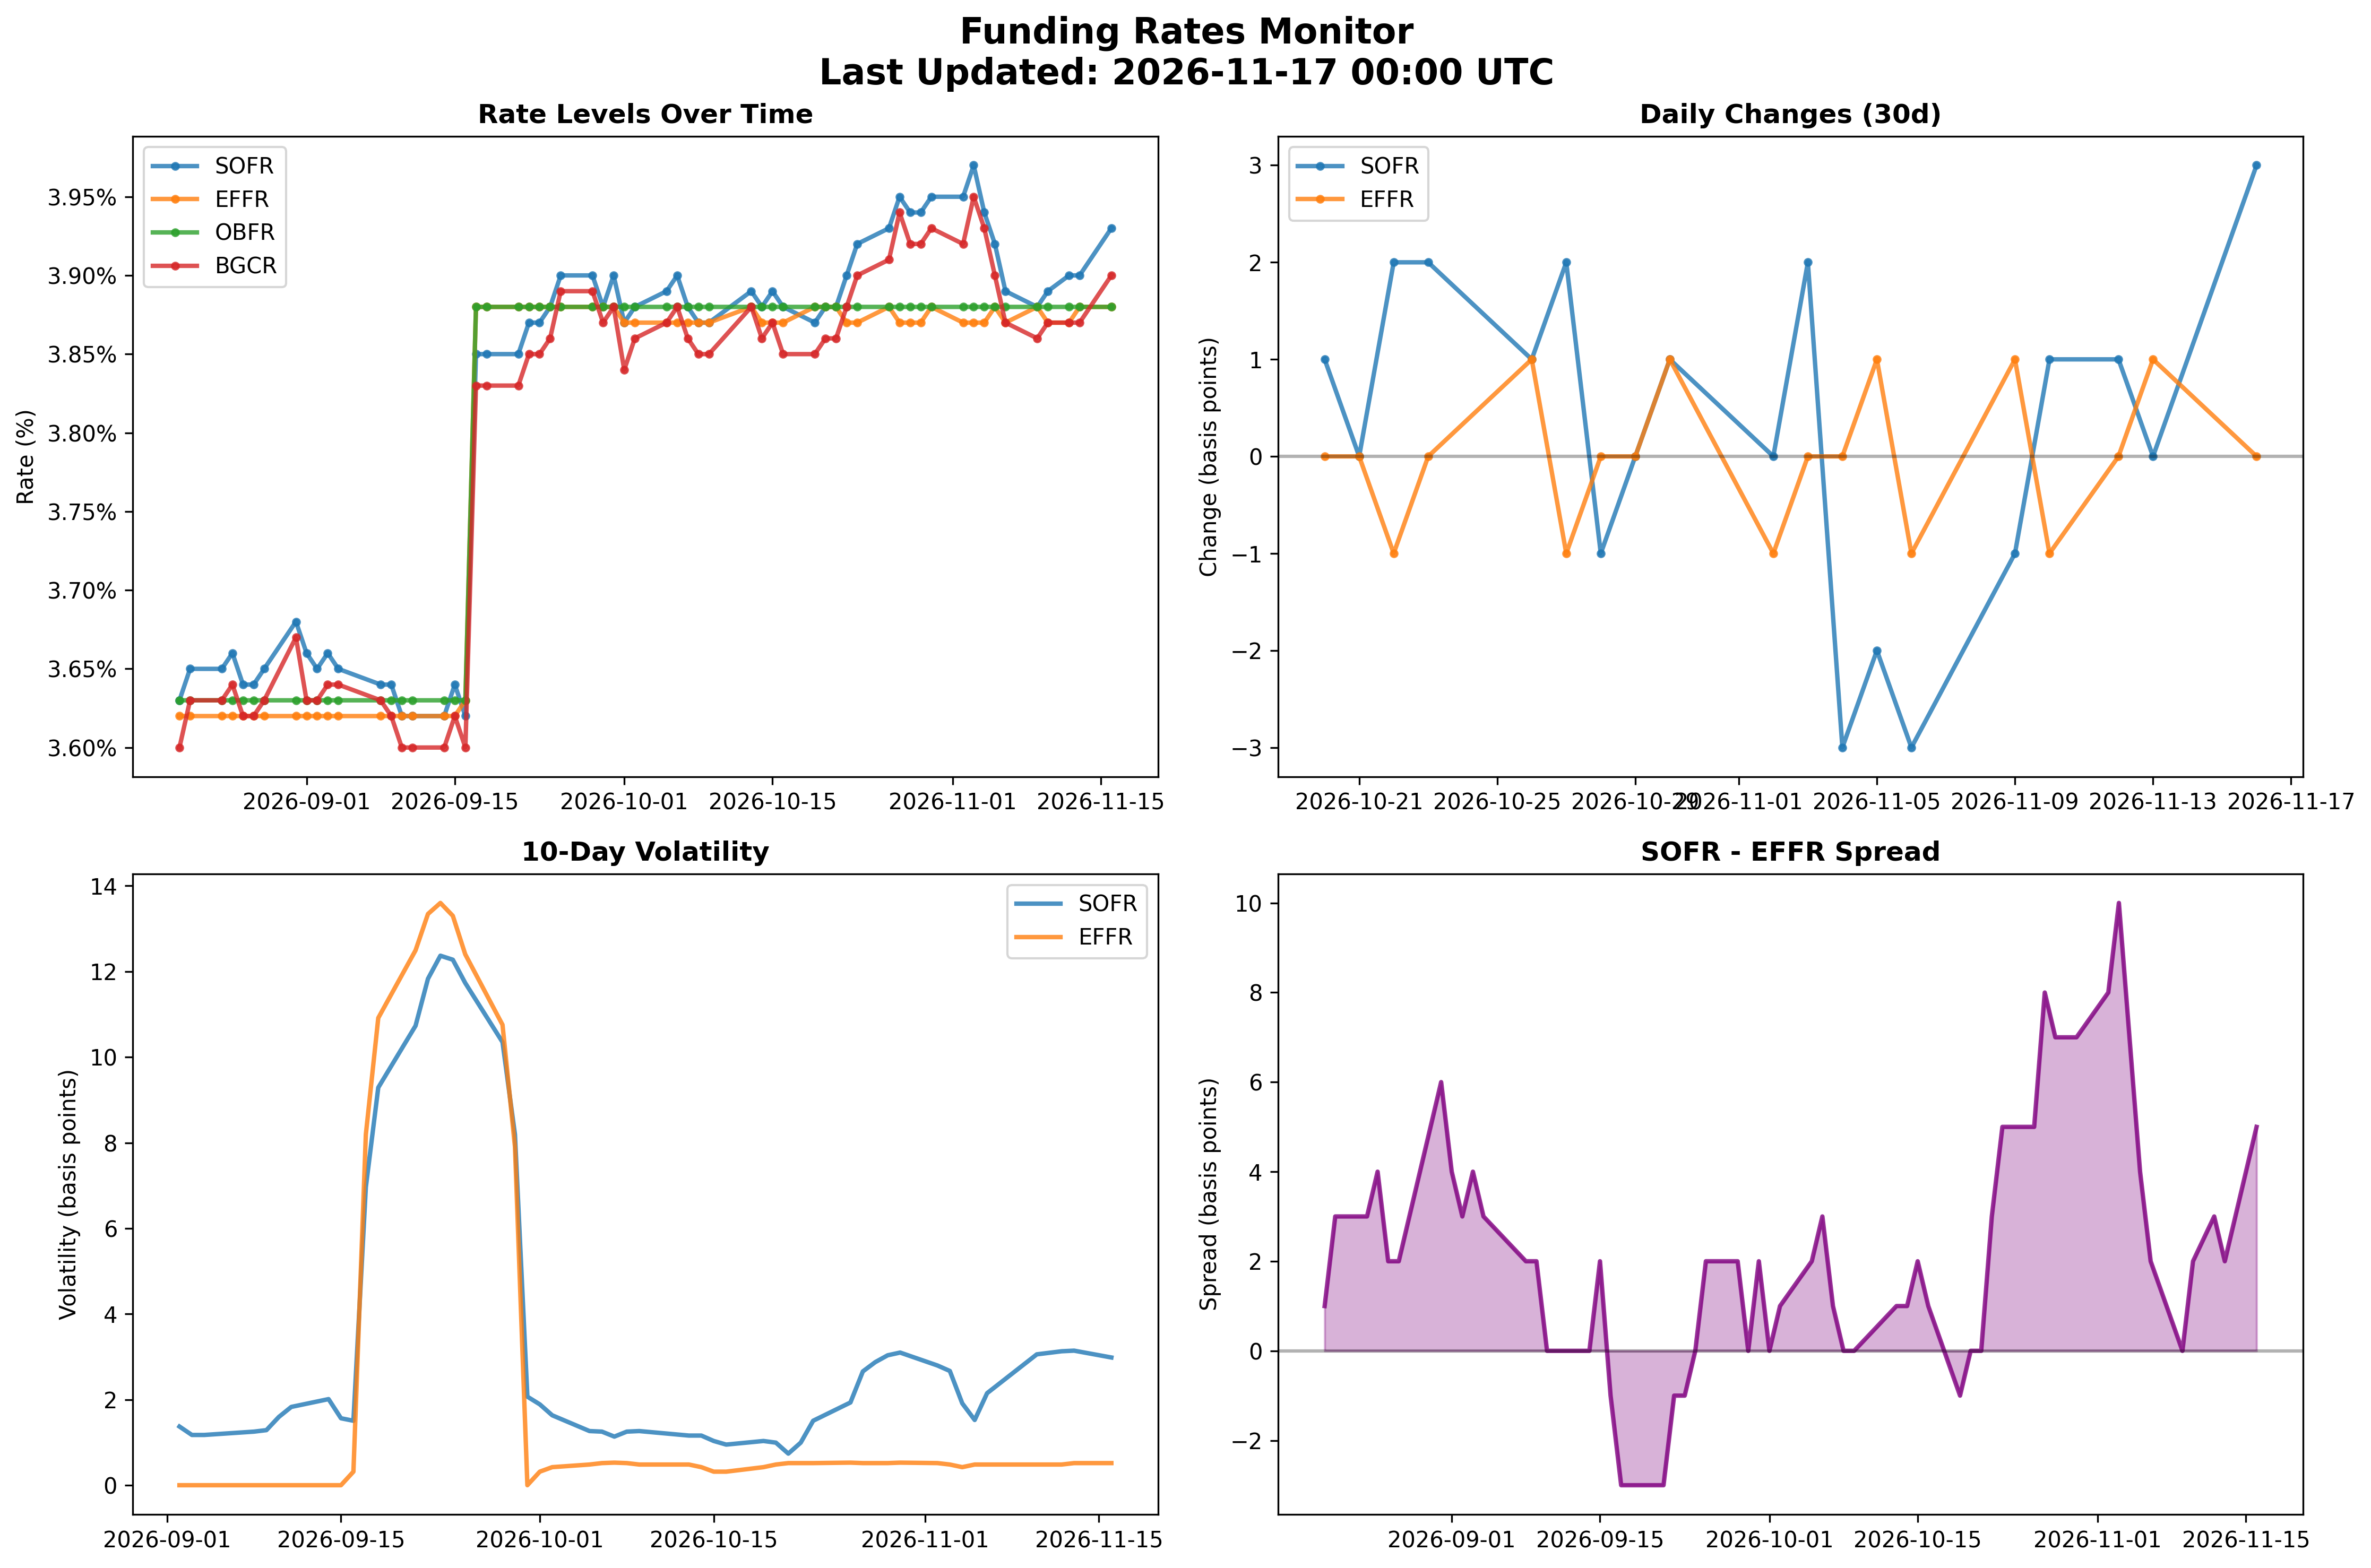 Funding Rates Monitor
Last Updated: 2026-11-17 00:00 UTC
Rate Levels Over Time
SOFR
EFFR
OBFR
BGCR
Rate (%)
3.95%
3.90%
3.85%
3.80%
3.75%
3.70%
3.65%
3.60%
2026-09-01 2026-09-15 2026-10-01 2026-10-15 2026-11-01 2026-11-15
Daily Changes (30d)
SOFR
EFFR
Change (basis points)
3
2
1
0
−1
−2
−3
2026-10-21 2026-10-25 2026-10-29 2026-11-01 2026-11-05 2026-11-09 2026-11-13 2026-11-17
10-Day Volatility
SOFR
EFFR
Volatility (basis points)
14
12
10
8
6
4
2
0
2026-09-01 2026-09-15 2026-10-01 2026-10-15 2026-11-01 2026-11-15
SOFR - EFFR Spread
Spread (basis points)
10
8
6
4
2
0
−2
2026-09-01 2026-09-15 2026-10-01 2026-10-15 2026-11-01 2026-11-15